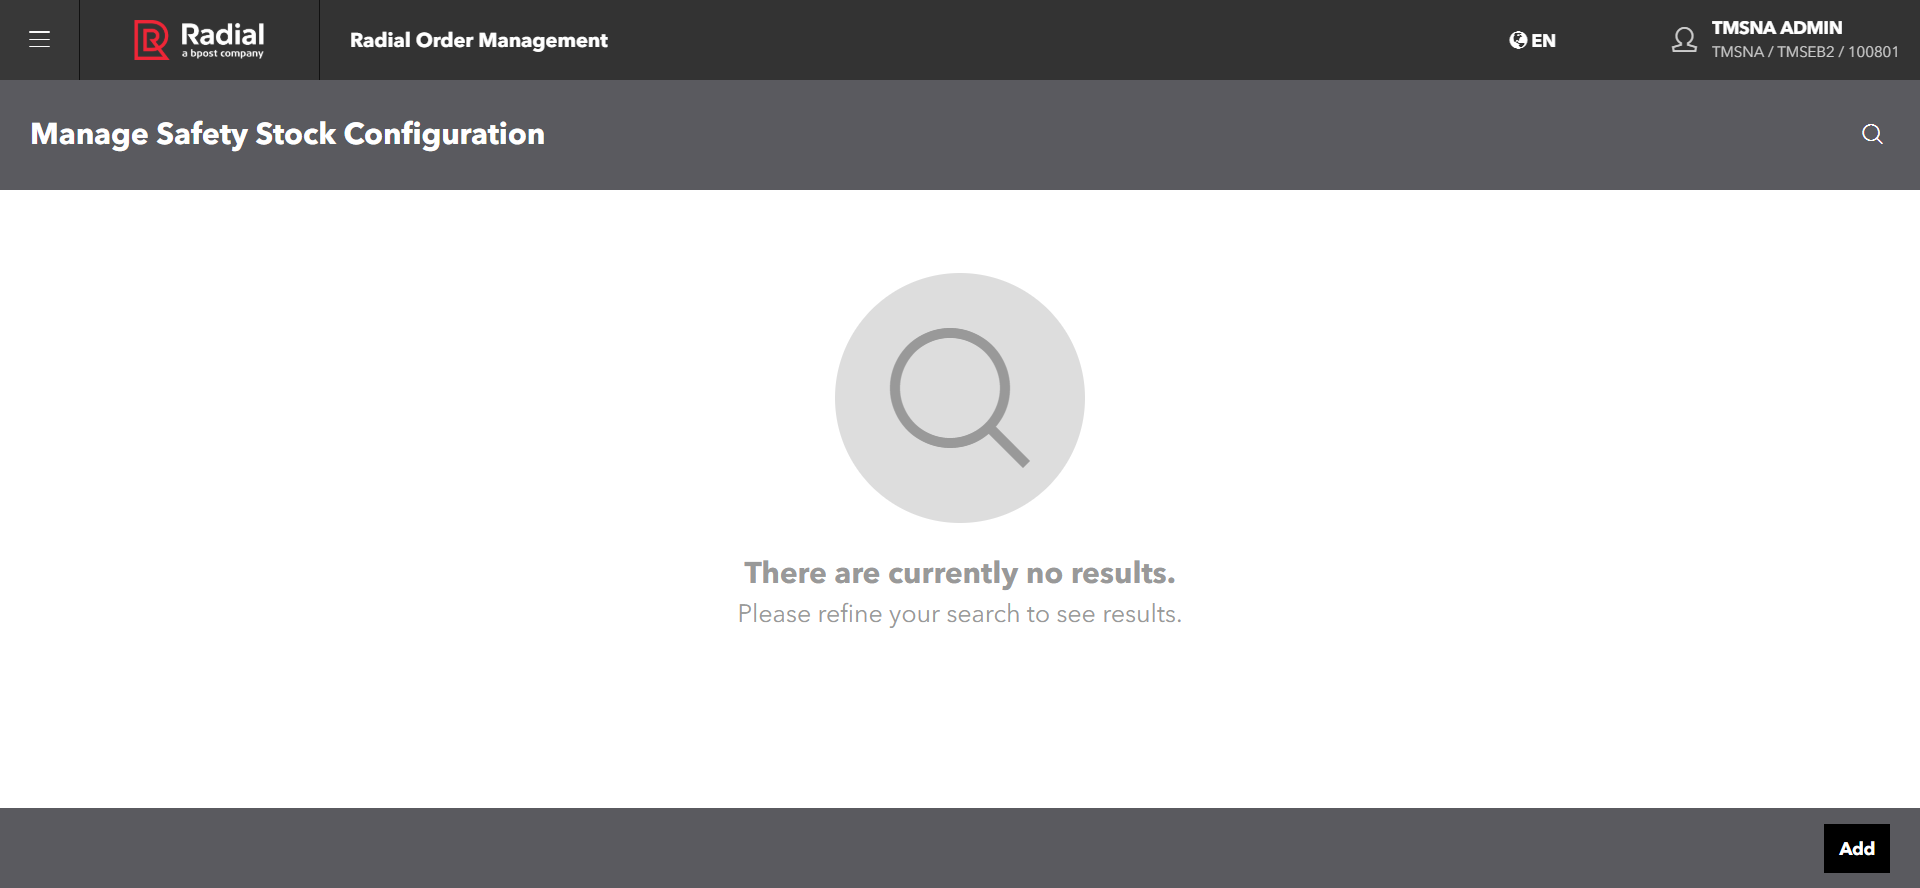 Radial
a bpost company
Radial Order Management
EN
TMSNA ADMIN
TMSNA / TMSEB2 / 100801
Manage Safety Stock Configuration
There are currently no results.
Please refine your search to see results.
Add